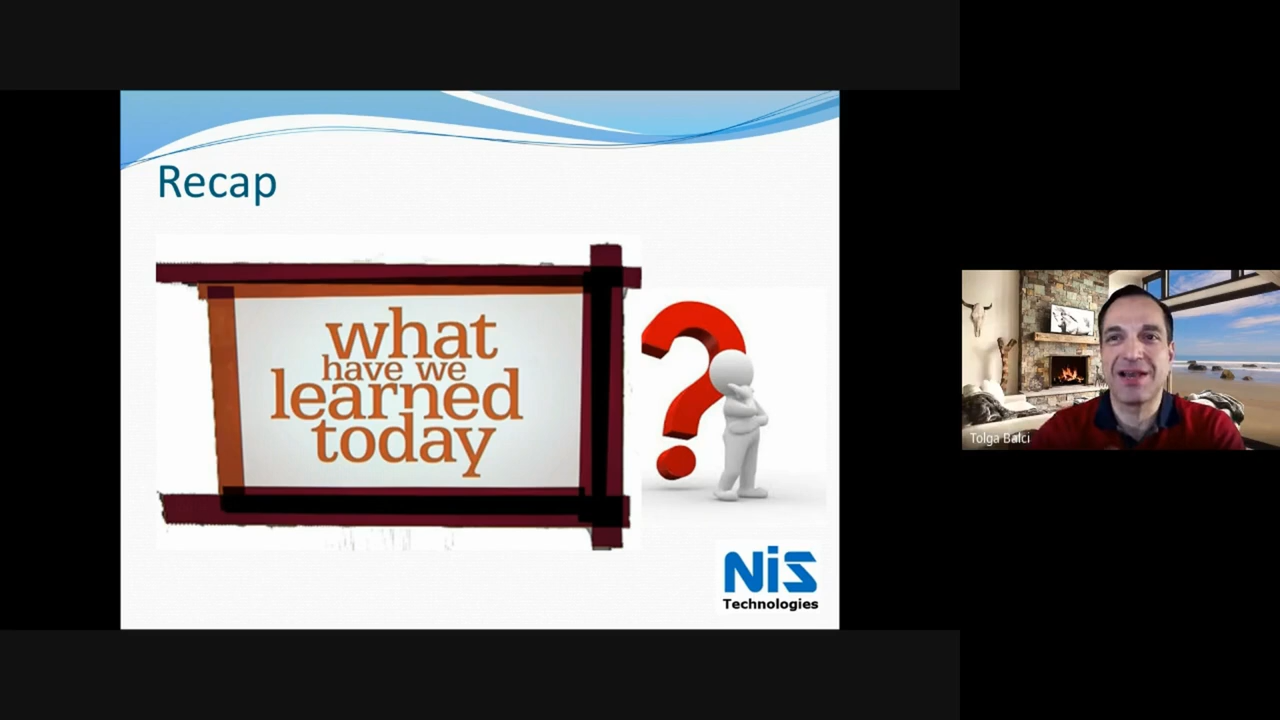 Recap
what
have we
learned
today
NiS
Technologies
Tolga Balci